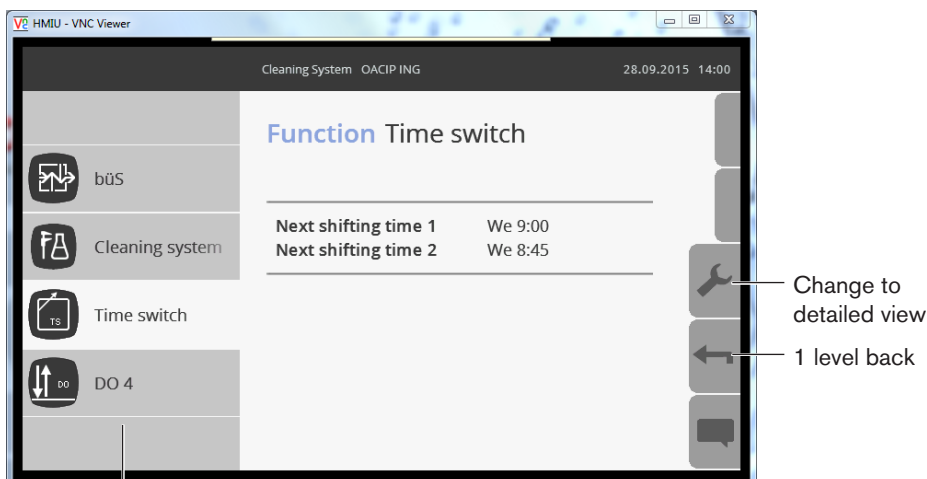 HMIU - VNC Viewer
Cleaning System OACIP ING 28.09.2015 14:00
Function Time switch
büS
Next shifting time 1 We 9:00
Next shifting time 2 We 8:45
FA Cleaning system
TS Time switch
DO DO 4
Change to
detailed view
1 level back